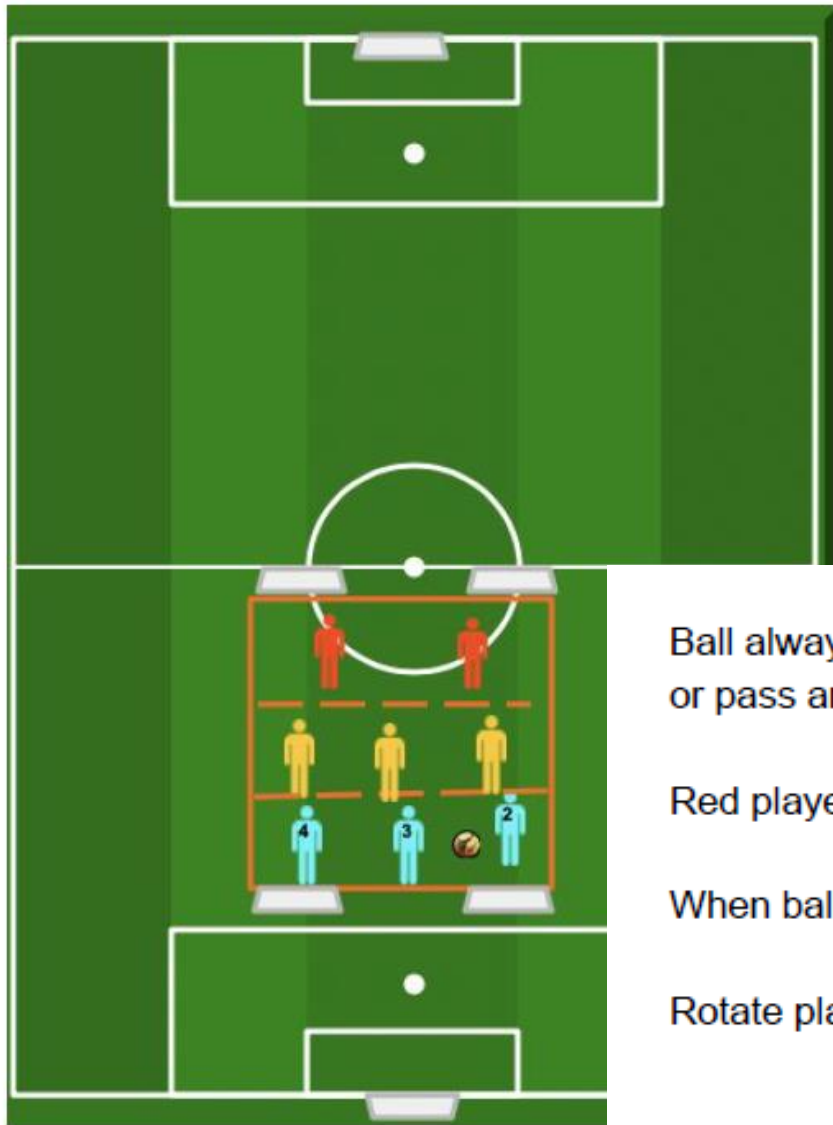 4
3
2
Ball alway
or pass ar
Red playe
When bal
Rotate pla